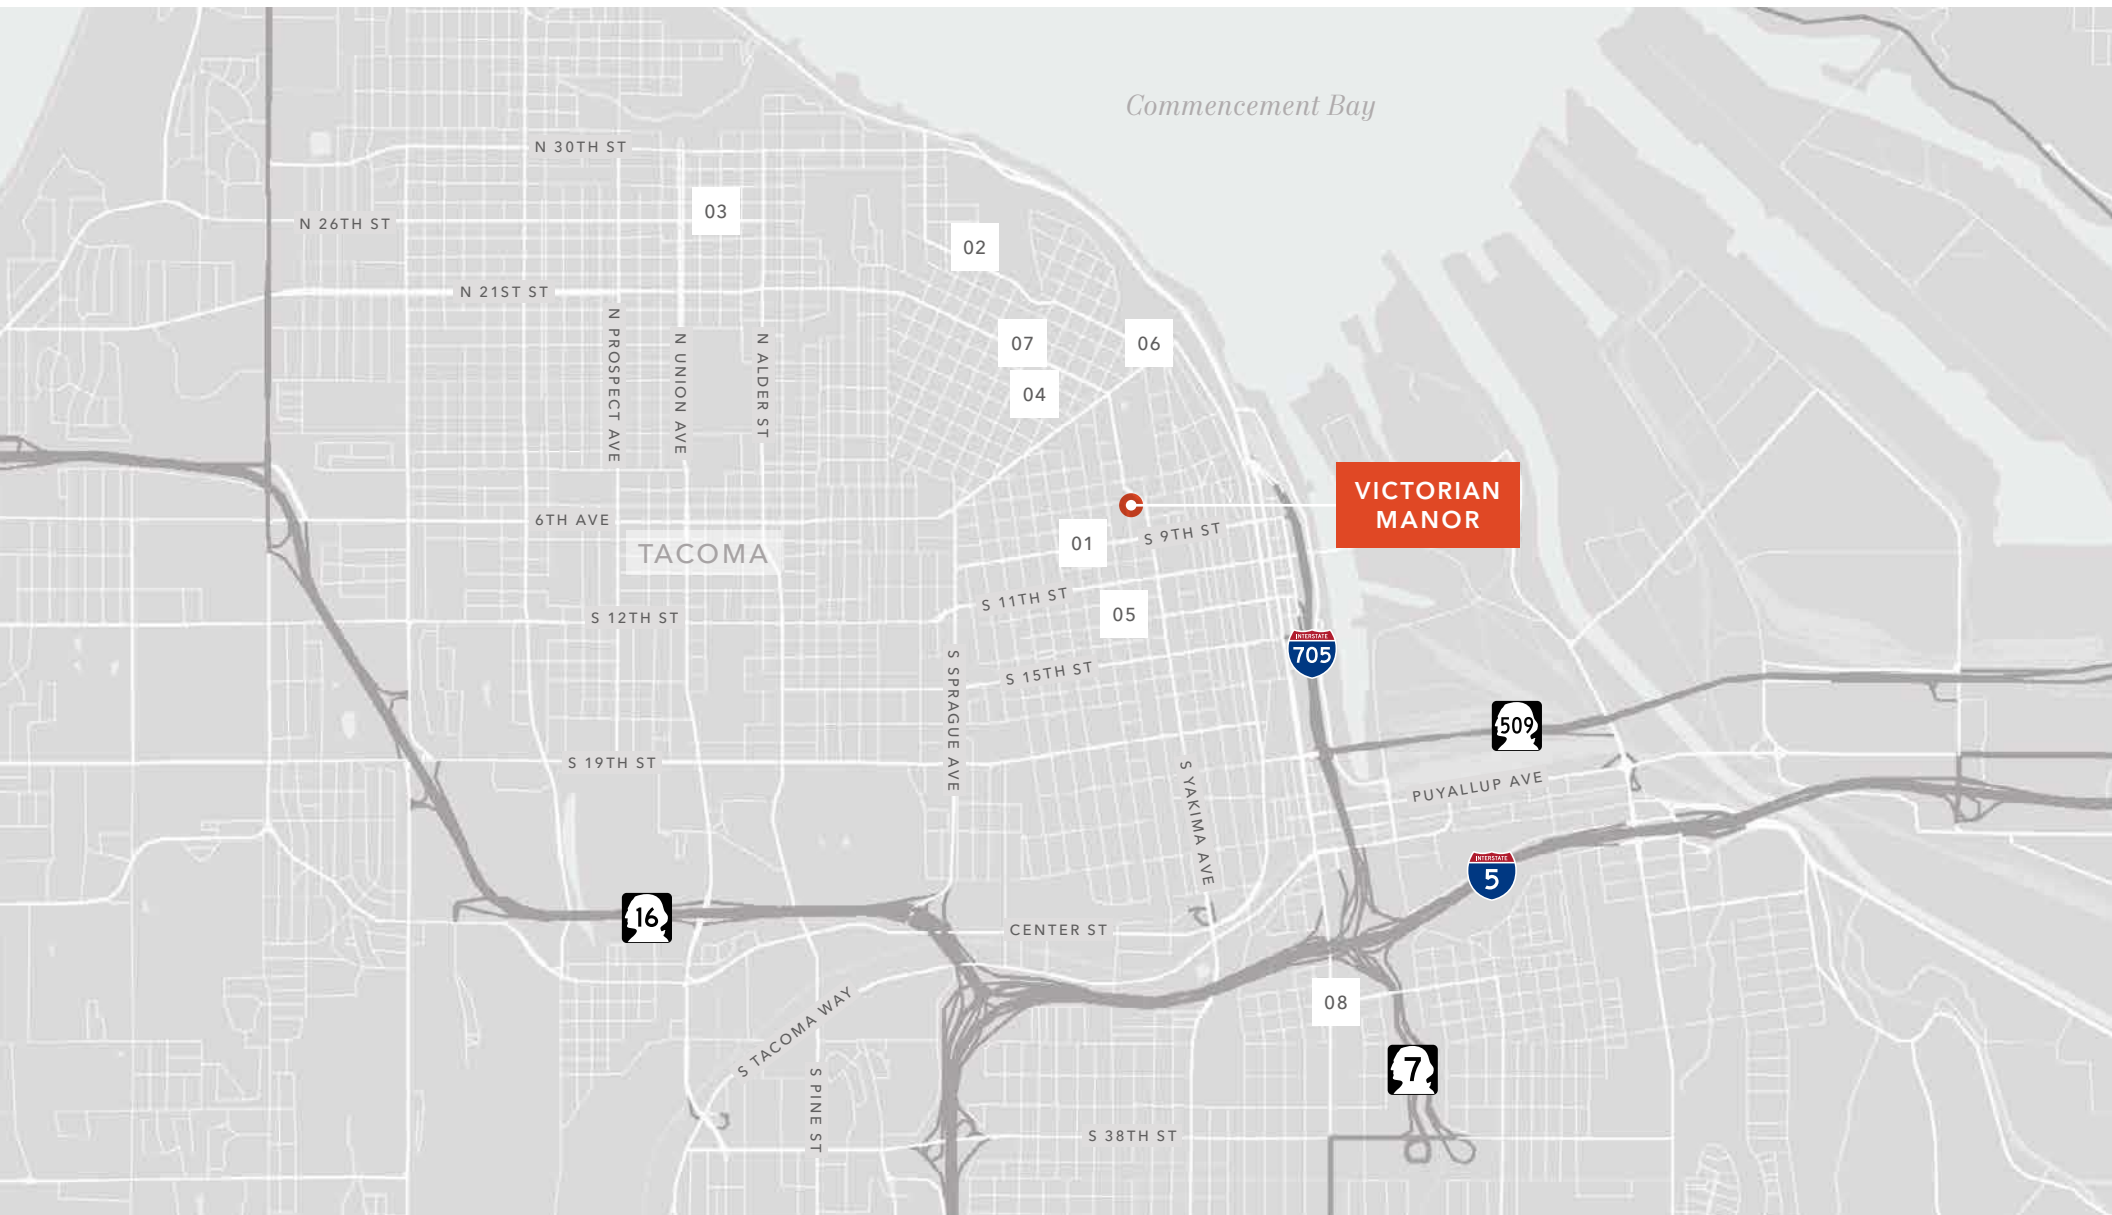 Commencement Bay
N 30TH ST
03
N 26TH ST
02
N 21ST ST
N PROSPECT AVE
N UNION AVE
N ALDER ST
07
06
04
VICTORIAN
MANOR
6TH AVE
TACOMA
01
S 9TH ST
S 11TH ST
05
S 12TH ST
INTERSTATE
705
S SPRAGUE AVE
S 15TH ST
509
S 19TH ST
S YAKIMA AVE
PUYALLUP AVE
INTERSTATE
5
16
CENTER ST
08
S TACOMA WAY
7
S PINE ST
S 38TH ST